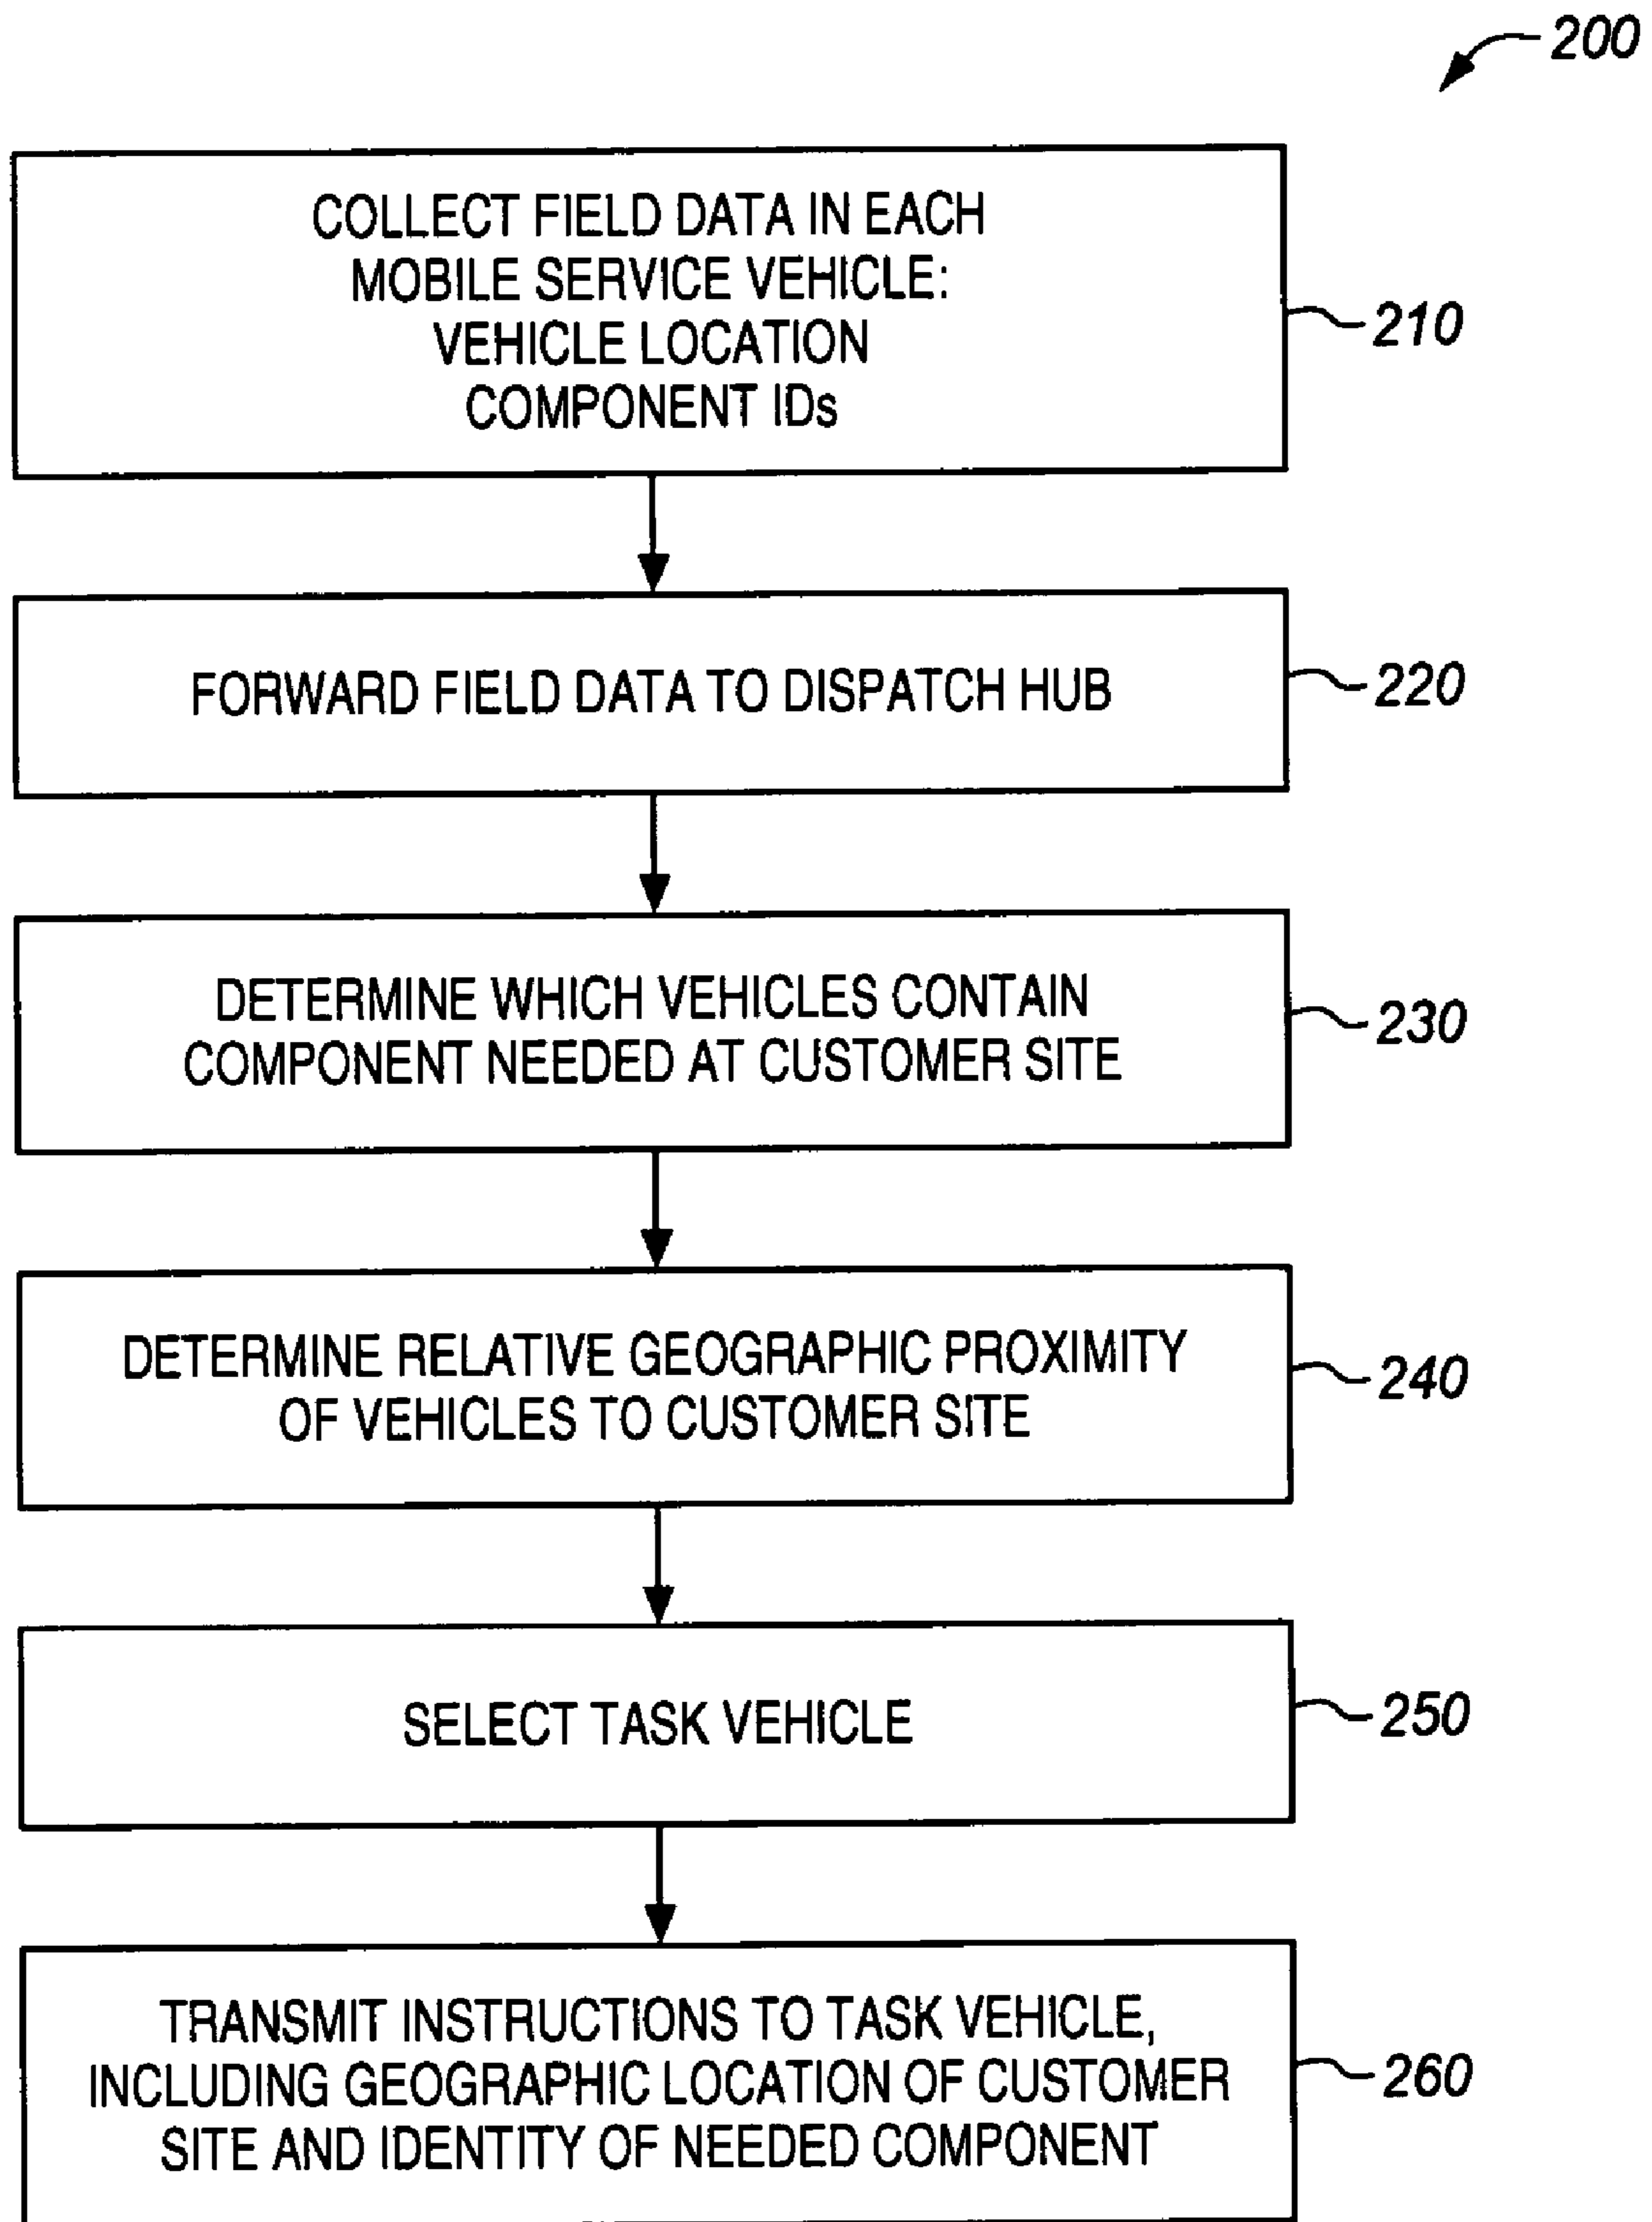 200
COLLECT FIELD DATA IN EACH
MOBILE SERVICE VEHICLE:
VEHICLE LOCATION
COMPONENT IDs
210
FORWARD FIELD DATA TO DISPATCH HUB
220
DETERMINE WHICH VEHICLES CONTAIN
COMPONENT NEEDED AT CUSTOMER SITE
230
DETERMINE RELATIVE GEOGRAPHIC PROXIMITY
OF VEHICLES TO CUSTOMER SITE
240
SELECT TASK VEHICLE
250
TRANSMIT INSTRUCTIONS TO TASK VEHICLE,
INCLUDING GEOGRAPHIC LOCATION OF CUSTOMER
SITE AND IDENTITY OF NEEDED COMPONENT
260